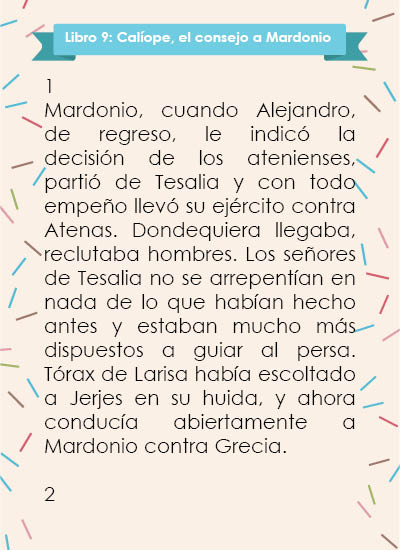 Libro 9: Calíope, el consejo a Mardonio
1
Mardonio, cuando Alejandro,
de regreso, le indicó la
decisión de los atenienses,
partió de Tesalia y con todo
empeño llevó su ejército contra
Atenas. Dondequiera llegaba,
reclutaba hombres. Los señores
de Tesalia no se arrepentían en
nada de lo que habían hecho
antes y estaban mucho más
dispuestos a guiar al persa.
Tórax de Larisa había escoltado
a Jerjes en su huida, y ahora
conducía abiertamente a
Mardonio contra Grecia.
2